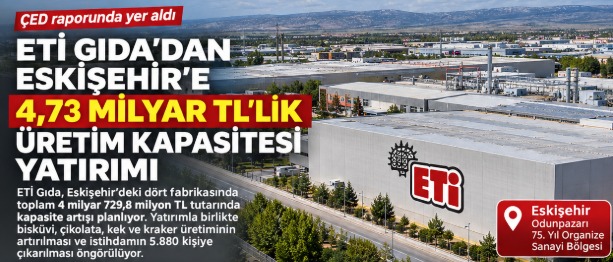 ÇED raporunda yer aldı
ETİ GIDA’DAN
ESKİŞEHİR’E
4,73 MİLYAR TL’LİK
ÜRETİM KAPASİTESİ
YATIRIMI
ETİ Gıda, Eskişehir’deki dört fabrikasında
toplam 4 milyar 729,8 milyon TL tutarında
kapasite artışı planlıyor. Yatırımla birlikte
bisküvi, çikolata, kek ve kraker üretiminin
artırılması ve istihdamın 5.880 kişiye
çıkarılması öngörülüyor.
ETİ
Eskişehir
Odunpazarı
75. Yıl Organize
Sanayi Bölgesi